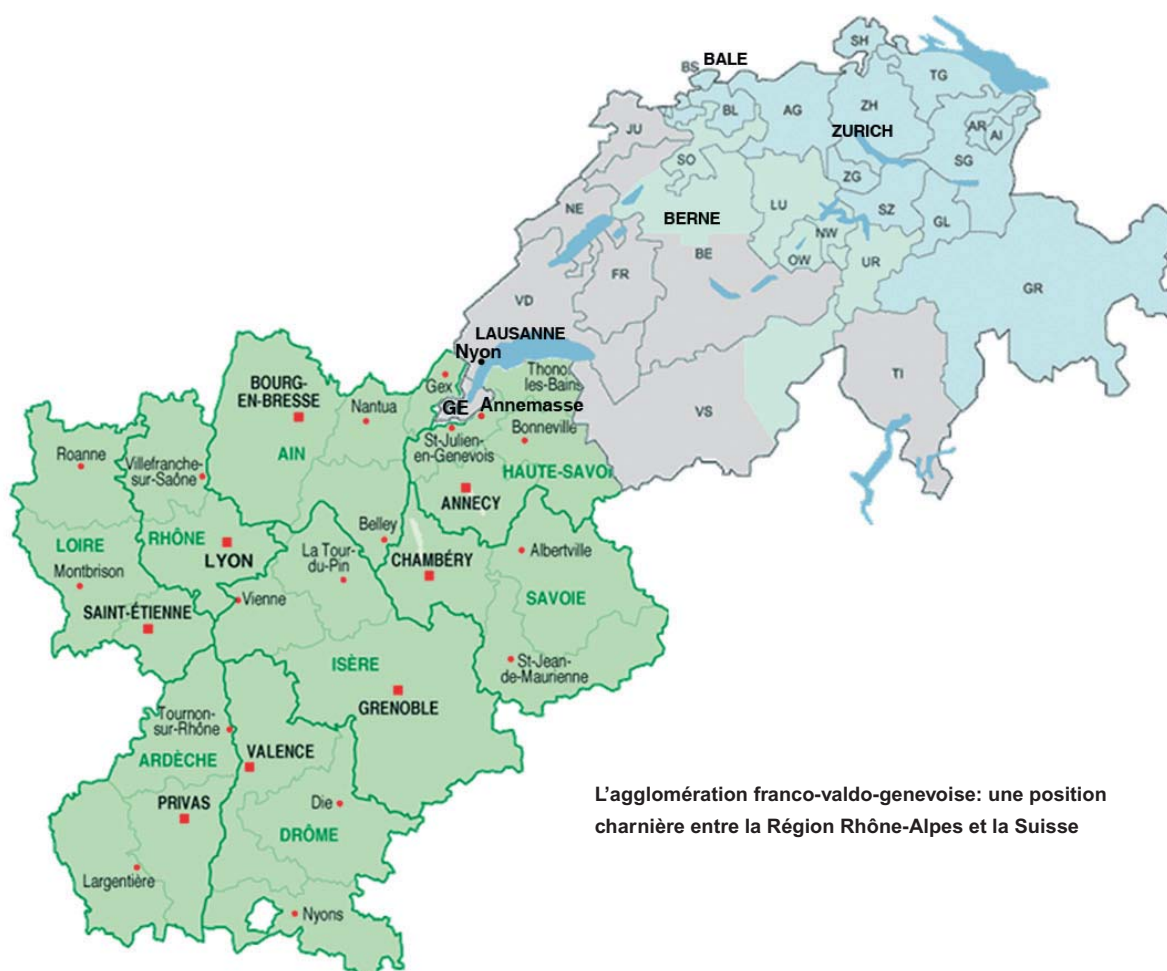 SH
BS
BALE
TG
BL
AG
ZH
JU
ZURICH
AR
AI
SO
ZG
SG
NE
LU
SZ
BERNE
GL
NW
BE
OW
UR
FR
GR
VD
LAUSANNE
Nyon
TI
Thonon
les-Bains
Gex
BOURG-
EN-BRESSE
Nantua
GE
Annemasse
VS
St-Julien-
en-Genevois
Bonneville
Roanne
AIN
Villefranche-
sur-Saône
HAUTE-SAVOI
ANNECY
Belley
LOIRE
RHÔNE
La Tour-
du-Pin
Albertville
LYON
CHAMBÉRY
Montbrison
Vienne
SAVOIE
SAINT-ÉTIENNE
ISÈRE
St-Jean-
de-Maurienne
GRENOBLE
Tournon-
sur-Rhône
VALENCE
ARDÈCHE
PRIVAS
Die
DRÔME
L’agglomération franco-valdo-genevoise: une position
charnière entre la Région Rhône-Alpes et la Suisse
Largentière
Nyons